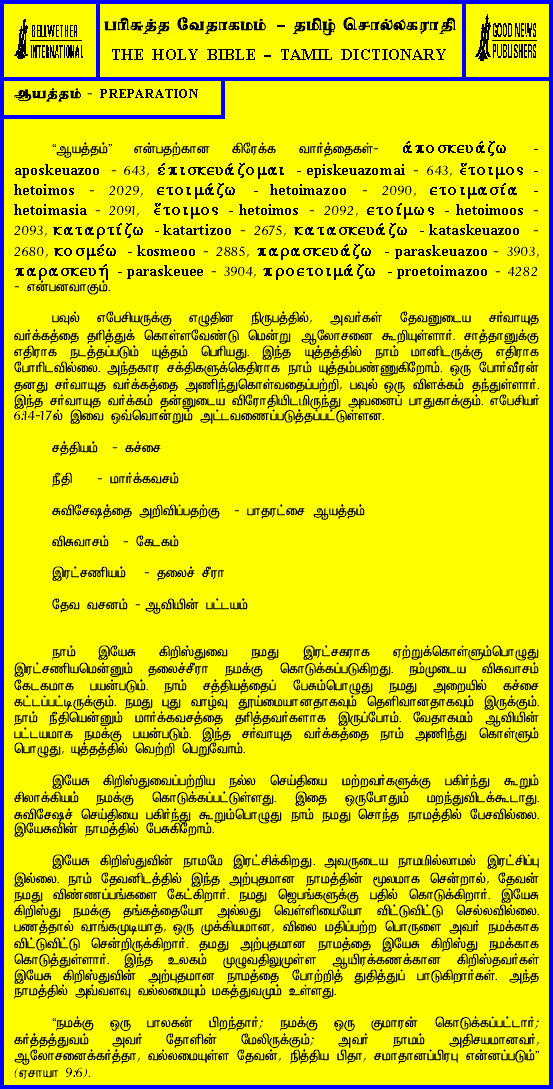 BELLWETHER
INTERNATIONAL
பரிசுத்த வேதாகமம் - தமிழ் சொல்லகராதி
THE HOLY BIBLE - TAMIL DICTIONARY
GOOD NEWS
PUBLISHERS
ஆயத்தம் - PREPARATION
“ஆயத்தம்” என்பதற்கான கிரேக்க வார்த்தைகள்- ἀποσκευάζω -
aposkeuazoo - 643, ἐπισκευάζομαι - episkeuazomai - 643, ἕτοιμος -
hetoimos - 2029, ετοιμάζω - hetoimazoo - 2090, ετοιμασία -
hetoimasia - 2091, ἕτοιμος - hetoimos - 2092, ετοίμως - hetoimoos -
2093, καταρτίζω - katartizoo - 2675, κατασκευάζω - kataskeuazoo -
2680, κοσμέω - kosmeoo - 2885, παρασκευάζω - paraskeuazoo - 3903,
παρασκευή - paraskeuee - 3904, προετοιμάζω - proetoimazoo - 4282
- என்பனவாகும்.
பவுல் எபேசியருக்கு எழுதின நிருபத்தில், அவர்கள் தேவனுடைய சர்வாயுத
வர்க்கத்தை தரித்துக் கொள்ளவேண்டு மென்று ஆலோசனை கூறியுள்ளார். சாத்தானுக்கு
எதிராக நடத்தப்படும் யுத்தம் பெரியது. இந்த யுத்தத்தில் நாம் மானிடருக்கு எதிராக
போரிடவில்லை. அந்தகார சக்திகளுக்கெதிராக நாம் யுத்தம்பண்ணுகிறோம். ஒரு போர்வீரன்
தனது சர்வாயுத வர்க்கத்தை அணிந்துகொள்வதைப்பற்றி, பவுல் ஒரு விளக்கம் தந்துள்ளார்.
இந்த சர்வாயுத வர்க்கம் தன்னுடைய விரோதியிடமிருந்து அவனைப் பாதுகாக்கும். எபேசியர்
6:14-17ல் இவை ஒவ்வொன்றும் அட்டவணைப்படுத்தப்பட்டுள்ளன.
சத்தியம் - கச்சை
நீதி - மார்க்கவசம்
சுவிசேஷத்தை அறிவிப்பதற்கு - பாதரட்சை ஆயத்தம்
விசுவாசம் - கேடகம்
இரட்சணியம் - தலைச் சீரா
தேவ வசனம் - ஆவியின் பட்டயம்
நாம் இயேசு கிறிஸ்துவை நமது இரட்சகராக ஏற்றுக்கொள்ளும்பொழுது
இரட்சணியமென்னும் தலைச்சீரா நமக்கு கொடுக்கப்படுகிறது. நம்முடைய விசுவாசம்
கேடகமாக பயன்படும். நாம் சத்தியத்தைப் பேசும்பொழுது நமது அறையில் கச்சை
கட்டப்பட்டிருக்கும். நமது புது வாழ்வு தூய்மையானதாகவும் தெளிவானதாகவும் இருக்கும்.
நாம் நீதியென்னும் மார்க்கவசத்தை தரித்தவர்களாக இருப்போம். வேதாகமம் ஆவியின்
பட்டயமாக நமக்கு பயன்படும். இந்த சர்வாயுத வர்க்கத்தை நாம் அணிந்து கொள்ளும்
பொழுது, யுத்தத்தில் வெற்றி பெறுவோம்.
இயேசு கிறிஸ்துவைப்பற்றிய நல்ல செய்தியை மற்றவர்களுக்கு பகிர்ந்து கூறும்
சிலாக்கியம் நமக்கு கொடுக்கப்பட்டுள்ளது. இதை ஒருபோதும் மறந்துவிடக்கூடாது.
சுவிசேஷச் செய்தியை பகிர்ந்து கூறும்பொழுது நாம் நமது சொந்த நாமத்தில் பேசவில்லை.
இயேசுவின் நாமத்தில் பேசுகிறோம்.
இயேசு கிறிஸ்துவின் நாமமே இரட்சிக்கிறது. அவருடைய நாமமில்லாமல் இரட்சிப்பு
இல்லை. நாம் தேவனிடத்தில் இந்த அற்புதமான நாமத்தின் மூலமாக சென்றால், தேவன்
நமது விண்ணப்பங்களை கேட்கிறார். நமது ஜெபங்களுக்கு பதில் கொடுக்கிறார். இயேசு
கிறிஸ்து நமக்கு தங்கத்தையோ அல்லது வெள்ளியையோ விட்டுவிட்டு செல்லவில்லை.
பணத்தால் வாங்கமுடியாத, ஒரு முக்கியமான, விலை மதிப்பற்ற பொருளை அவர் நமக்காக
விட்டுவிட்டு சென்றிருக்கிறார். தமது அற்புதமான நாமத்தை இயேசு கிறிஸ்து நமக்காக
கொடுத்துள்ளார். இந்த உலகம் முழுவதிலுமுள்ள ஆயிரக்கணக்கான கிறிஸ்தவர்கள்
இயேசு கிறிஸ்துவின் அற்புதமான நாமத்தை போற்றித் துதித்துப் பாடுகிறார்கள். அந்த
நாமத்தில் அவ்வளவு வல்லமையும் மகத்துவமும் உள்ளது.
“நமக்கு ஒரு பாலகன் பிறந்தார்; நமக்கு ஒரு குமாரன் கொடுக்கப்பட்டார்;
கர்த்தத்துவம் அவர் தோளின் மேலிருக்கும்; அவர் நாமம் அதிசயமானவர்,
ஆலோசனைக்கர்த்தா, வல்லமையுள்ள தேவன், நித்திய பிதா, சமாதானப்பிரபு என்னப்படும்”
(ஏசாயா 9:6).